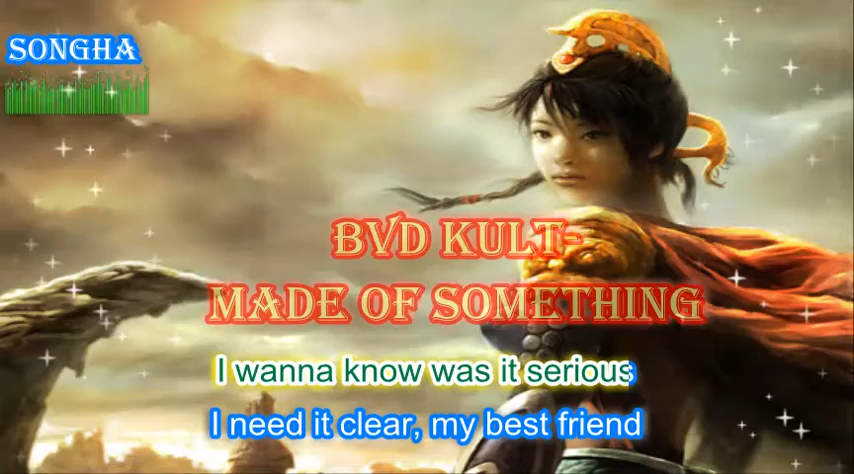 SONGHA
BVD KULT-
MADE OF SOMETHING
I wanna know was it serious
I need it clear, my best friend